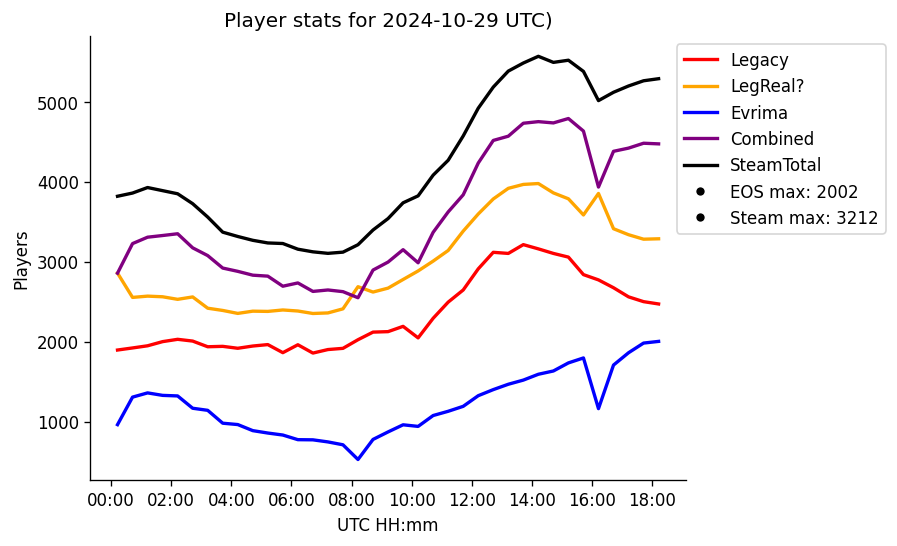 Player stats for 2024-10-29 UTC)
Legacy
LegReal?
Evrima
Combined
SteamTotal
EOS max: 2002
Steam max: 3212
Players
5000
4000
3000
2000
1000
00:00 02:00 04:00 06:00 08:00 10:00 12:00 14:00 16:00 18:00
UTC HH:mm